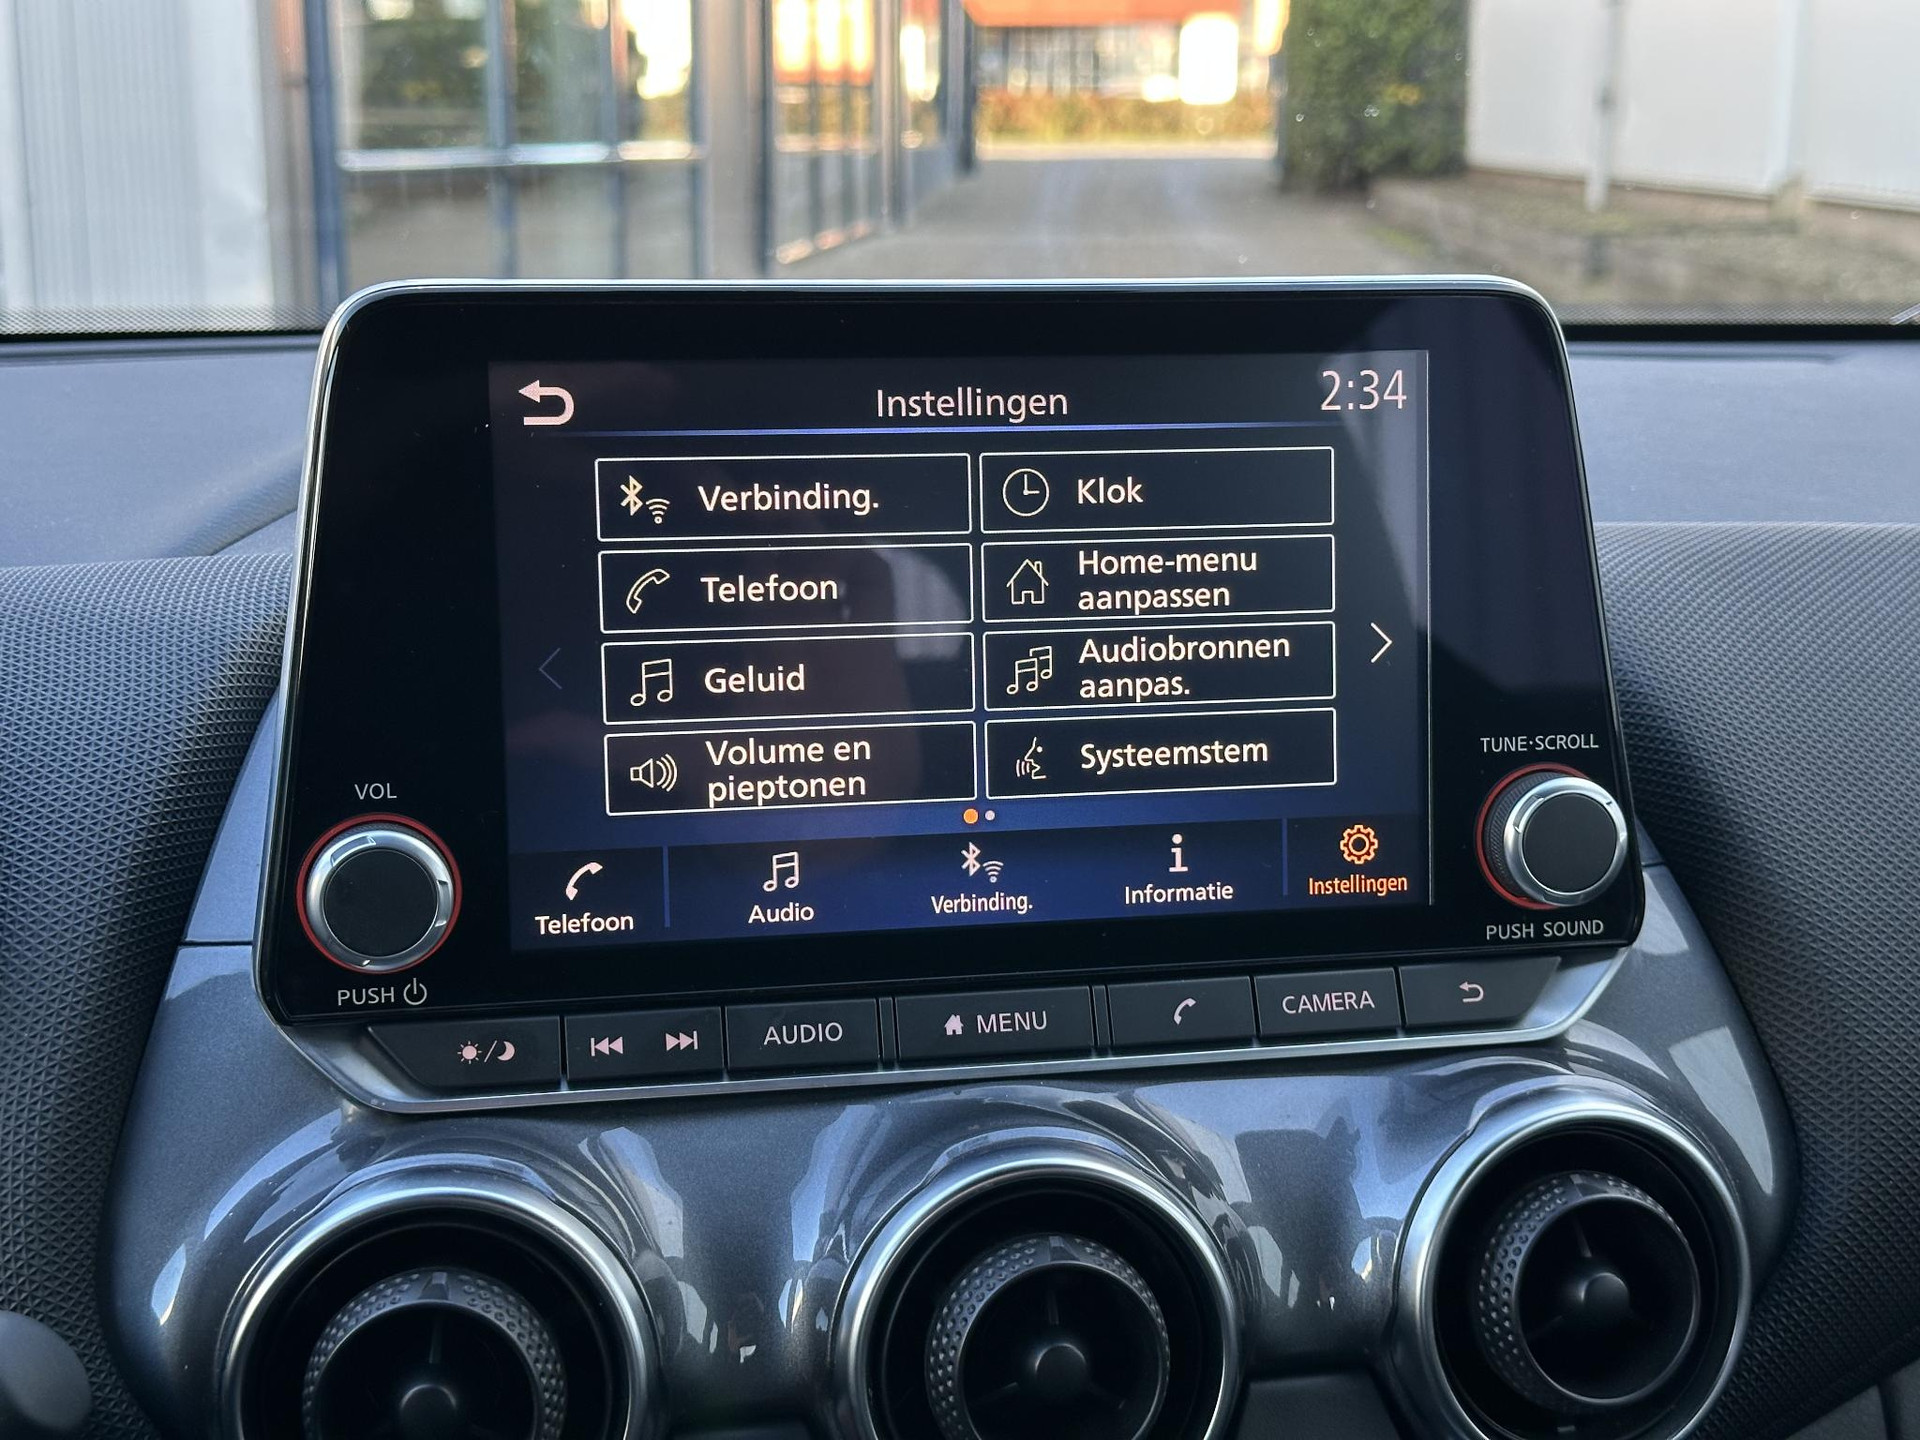 Instellingen
2:34
Verbinding.
Klok
Telefoon
Home-menu
aanpassen
Geluid
Audiobronnen
aanpas.
Volume en
pieptonen
Systeemstem
Telefoon
Audio
Verbinding.
Informatie
Instellingen
VOL
PUSH
TUNE·SCROLL
PUSH SOUND
AUDIO
MENU
CAMERA